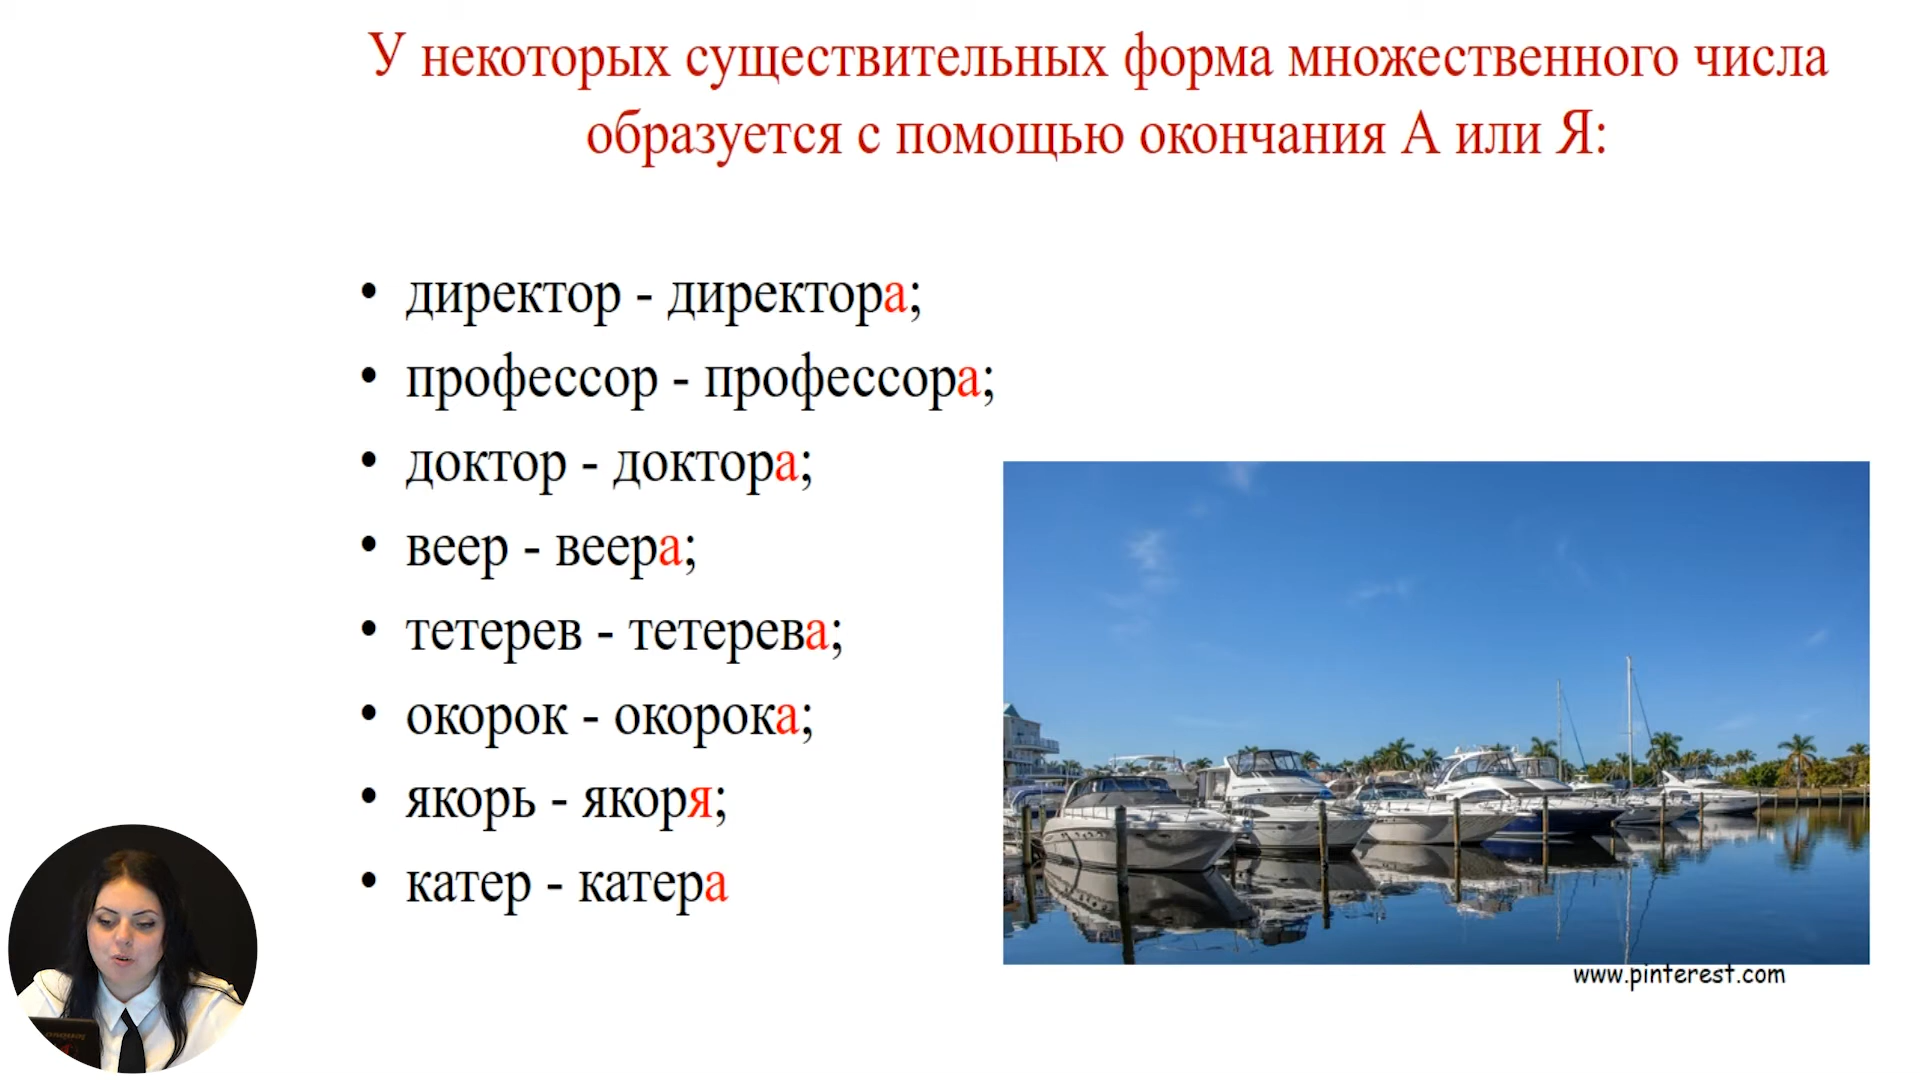 У некоторых существительных форма множественного числа
образуется с помощью окончания А или Я:
• директор - директора;
• профессор - профессора;
• доктор - доктора;
• веер - веера;
• тетерев - тетерева;
• окорок - окорока;
• якорь - якоря;
• катер - катера
www.pinterest.com